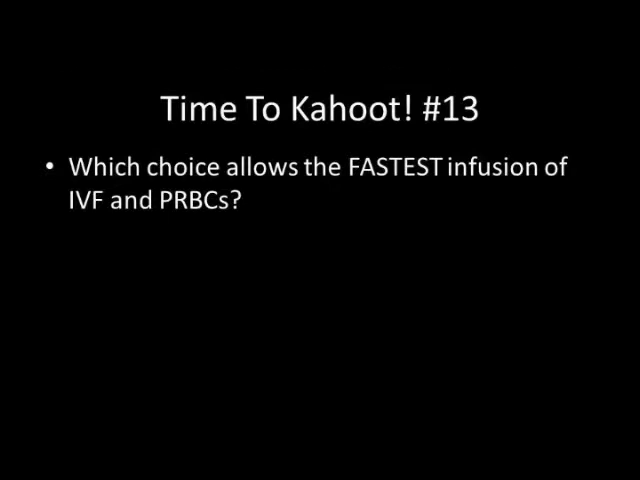 Time To Kahoot! #13
• Which choice allows the FASTEST infusion of
IVF and PRBCs?